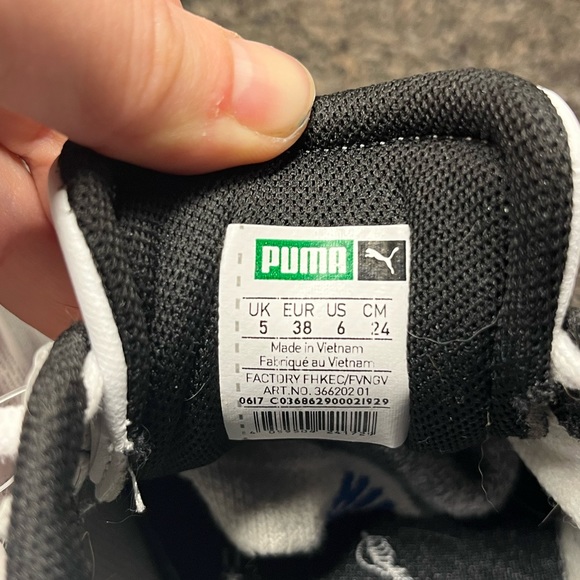 PUMA
UK EUR US CM
5 38 6 24
Made in Vietnam
Fabriqué au Vietnam
FACTORY FHKEC/FVNGV
ART.NO. 366202 01
0617 C036862900021929